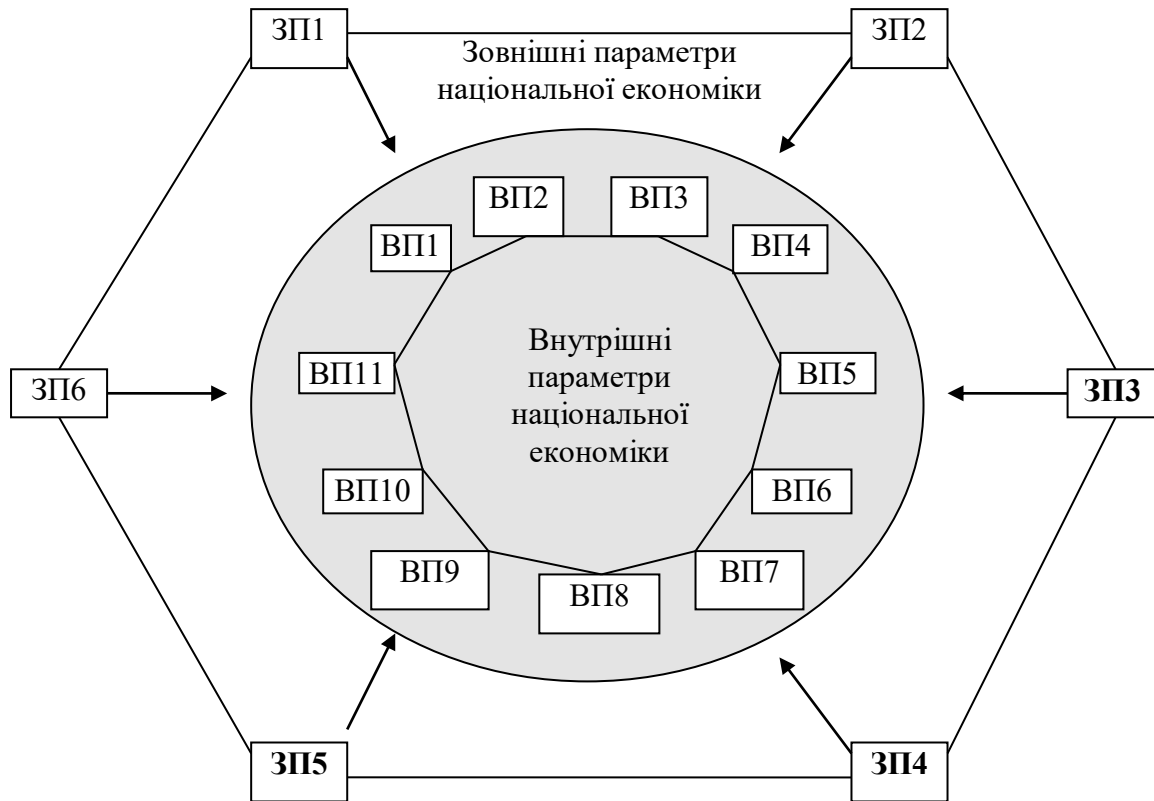 ЗП1
ЗП2
Зовнішні параметри
національної економіки
ВП2
ВП3
ВП1
ВП4
Внутрішні
параметри
національної
економіки
ВП11
ВП5
ЗП6
ЗП3
ВП10
ВП6
ВП9
ВП8
ВП7
ЗП5
ЗП4